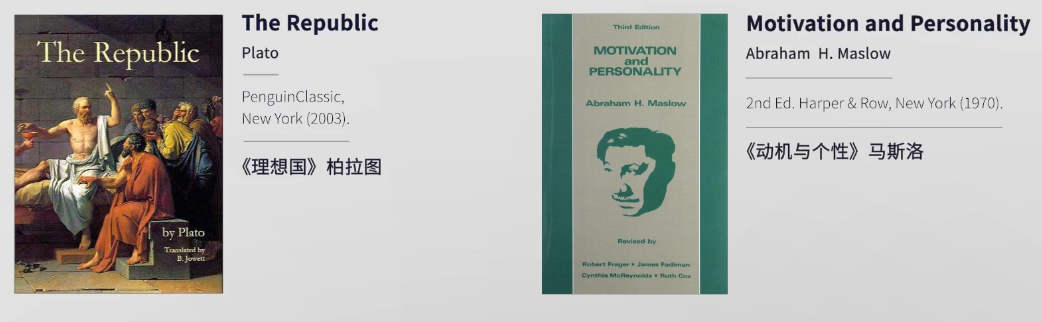 The Republic
by Plato
Translated by
B. Jowett
The Republic
Plato
PenguinClassic,
New York (2003).
《理想国》柏拉图
Third Edition
MOTIVATION
and
PERSONALITY
Abraham H. Maslow
Revised by
Robert Frager • James Fadiman
Cynthia McReynolds • Ruth Cox
Motivation and Personality
Abraham H. Maslow
2nd Ed. Harper & Row, New York (1970).
《动机与个性》马斯洛